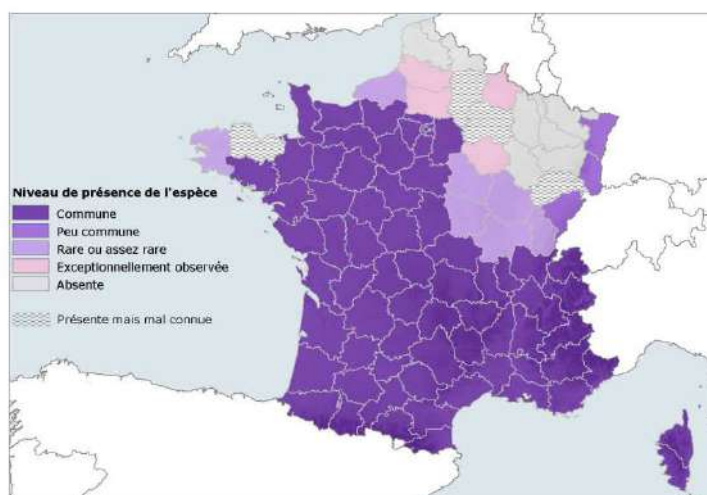 Niveau de présence de l'espèce
Commune
Peu commune
Rare ou assez rare
Exceptionnellement observée
Absente
Présente mais mal connue